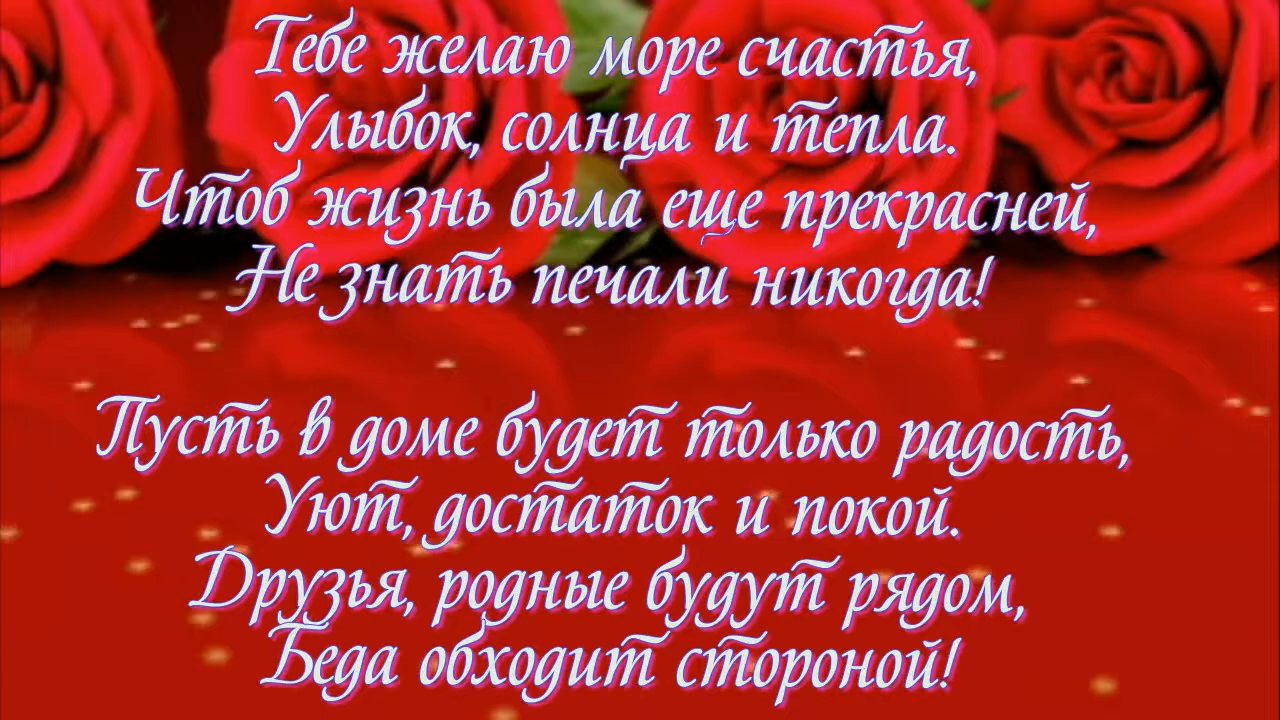 Тебе желаю море счастья,
Улыбок, солнца и тепла.
Чтоб жизнь была еще прекрасней,
Не знать печали никогда!
Пусть в доме будет только радость,
Уют, достаток и покой.
Друзья, родные будут рядом,
Беда обходит стороной!